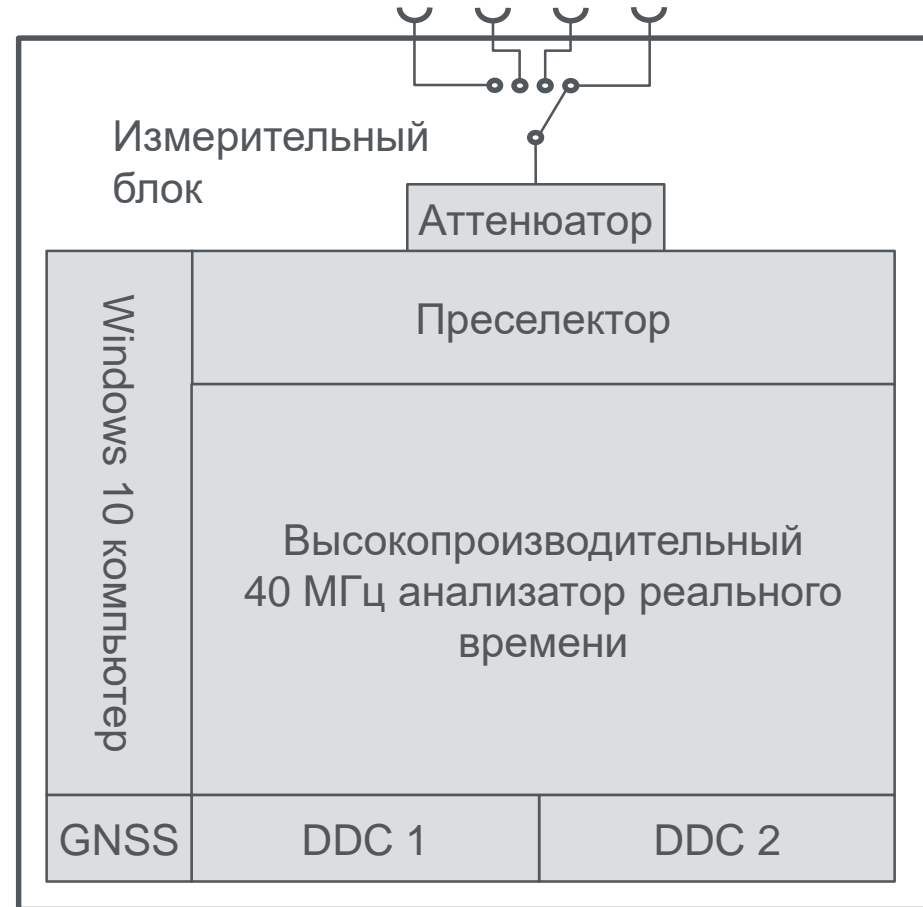 Измерительный
блок
Аттенюатор
Преселектор
Windows 10 компьютер
Высокопроизводительный
40 МГц анализатор реального
времени
GNSS
DDC 1
DDC 2